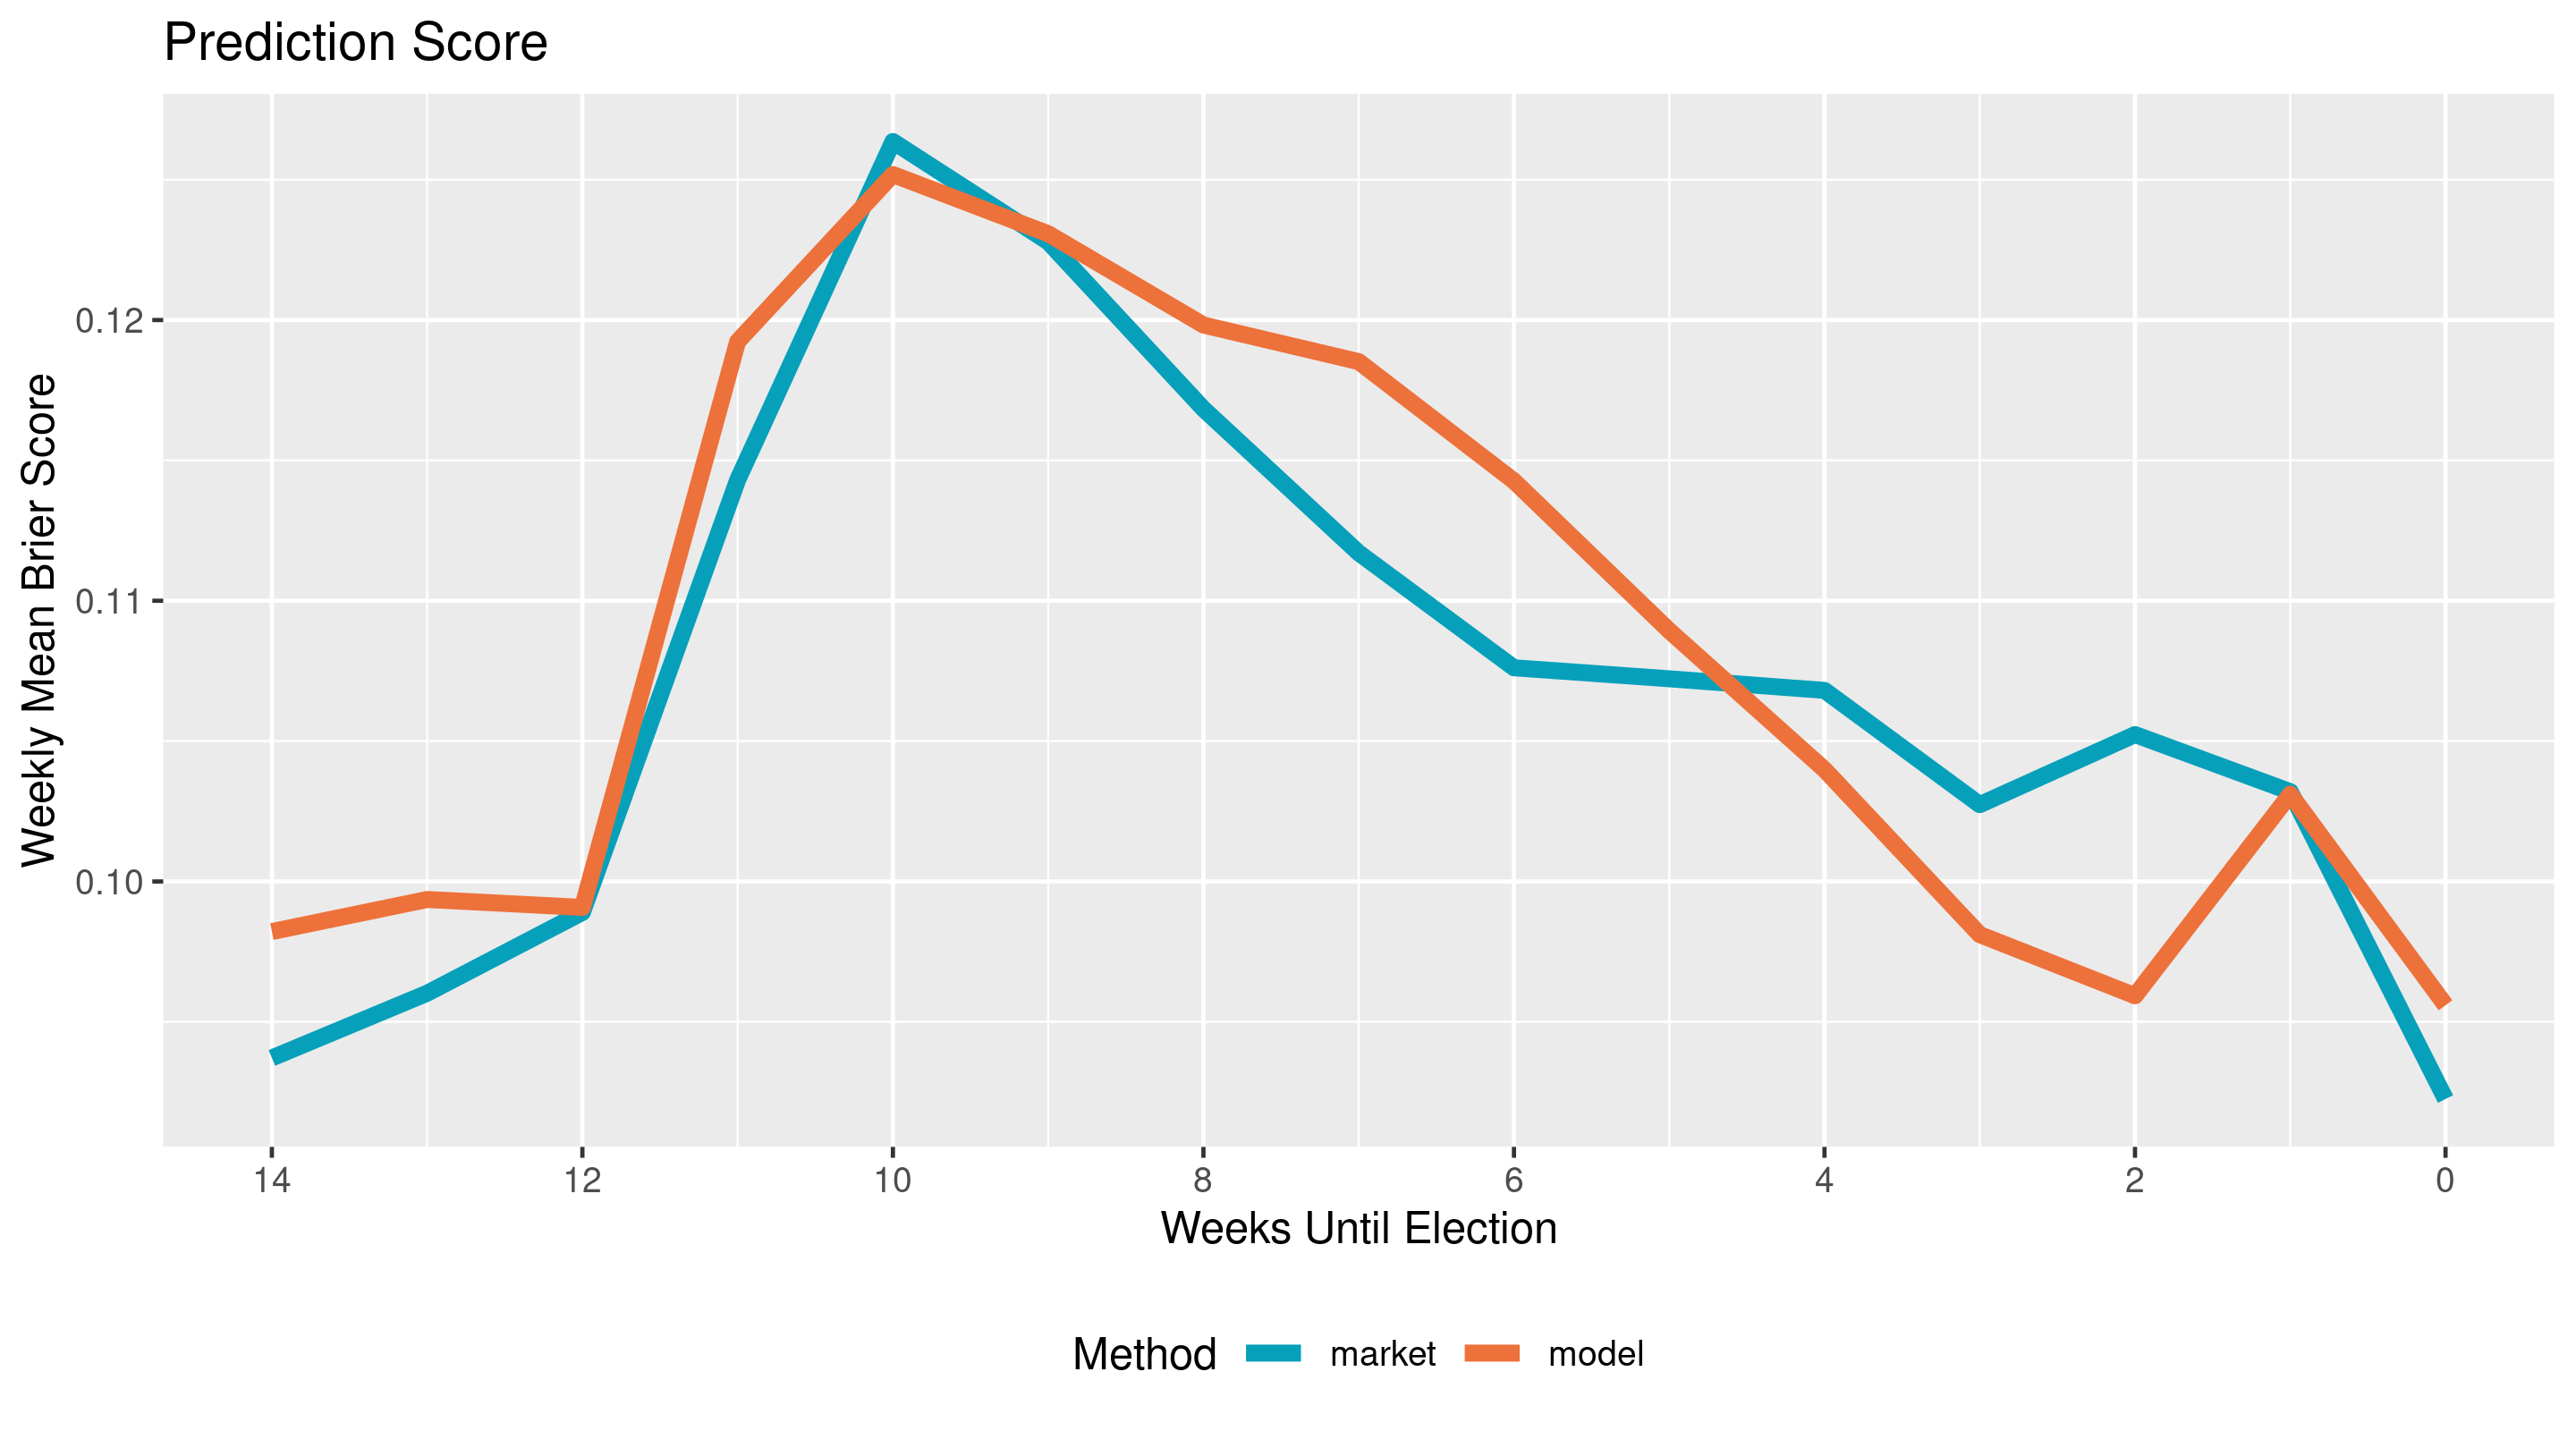 Prediction Score
Weekly Mean Brier Score
0.12
0.11
0.10
14 12 10 8 6 4 2 0
Weeks Until Election
Method market model